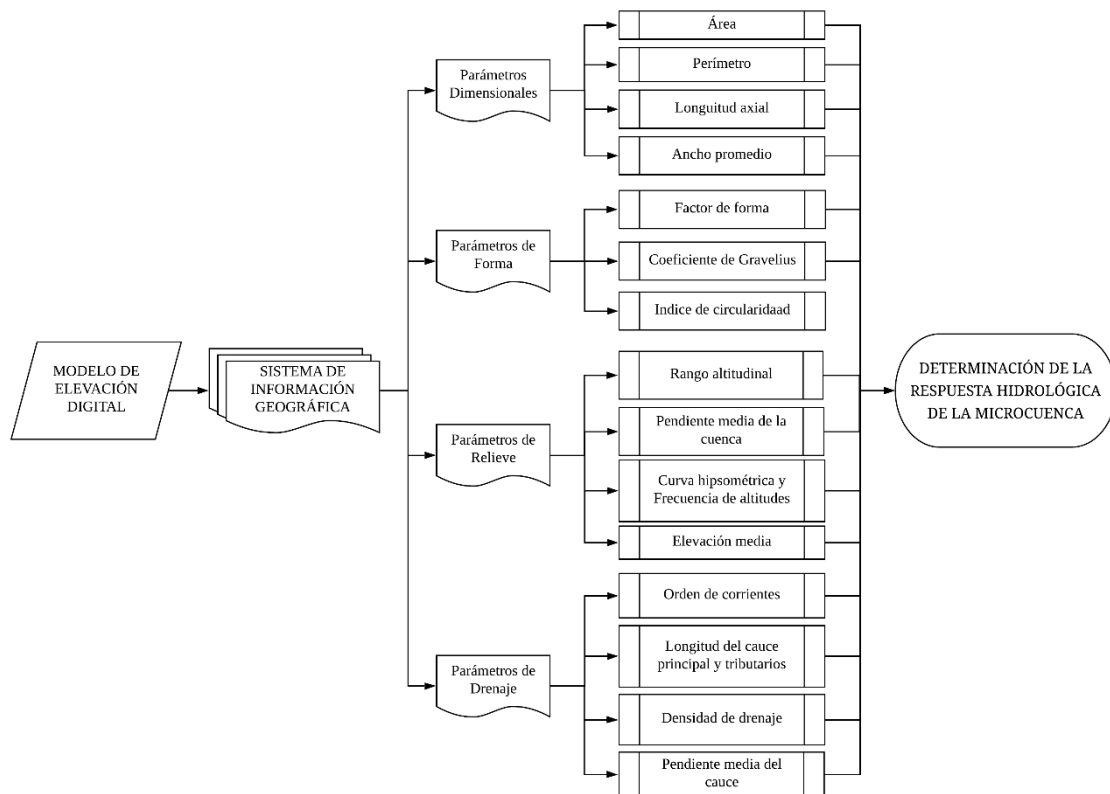 MODELO DE
ELEVACIÓN
DIGITAL
SISTEMA DE
INFORMACIÓN
GEOGRÁFICA
Parámetros
Dimensionales
Área
Perímetro
Longuitud axial
Ancho promedio
Parámetros de
Forma
Factor de forma
Coeficiente de Gravelius
Indice de circularidaad
Parámetros de
Relieve
Rango altitudinal
Pendiente media de la
cuenca
Curva hipsométrica y
Frecuencia de altitudes
Elevación media
Parámetros de
Drenaje
Orden de corrientes
Longitud del cauce
principal y tributarios
Densidad de drenaje
Pendiente media del
cauce
DETERMINACIÓN DE LA
RESPUESTA HIDROLÓGICA
DE LA MICROCUENCA